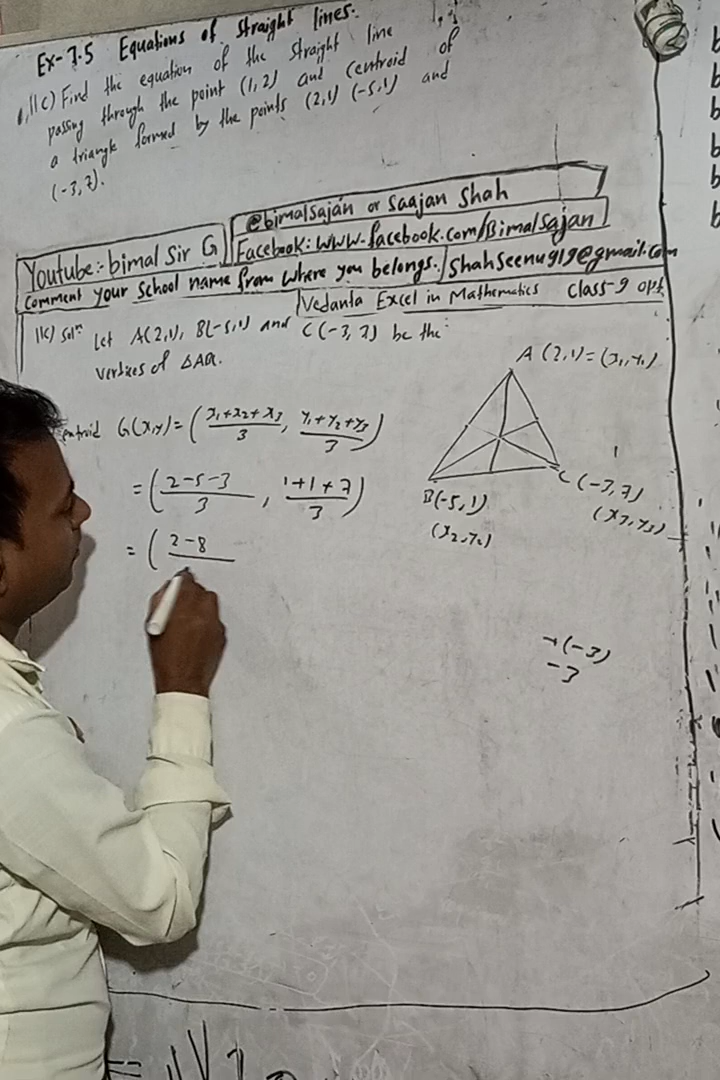 Ex-7.5 Equations of straight lines.
11c) Find the equation of the straight line
passing through the point (1, 2) and centroid of
a triangle formed by the points (2,1) (-5,1) and
(-3, 7).
@bimalsajan or Saajan Shah
Youtube:- bimal Sir G
Facebook: www.facebook.com/Bimalsajan
Comment your school name from where you belongs. shahseenu919@gmail.com
Vedanta Excel in Mathematics Class-9 opt
11c) Solⁿ Let A(2,1), B(-5,1) and C(-3, 7) be the
vertices of
A (2,1) = (x₁, y₁)
G(x,y) = (x₁+x₂+x₃/3, y₁+y₂+y₃/3)
= (2-5-3/3, 1+1+7/3)
B(-5,1)
(x₂,y₂)
C(-3,7)
(x₃,y₃)
= ( 2-8
+(-3)
-3